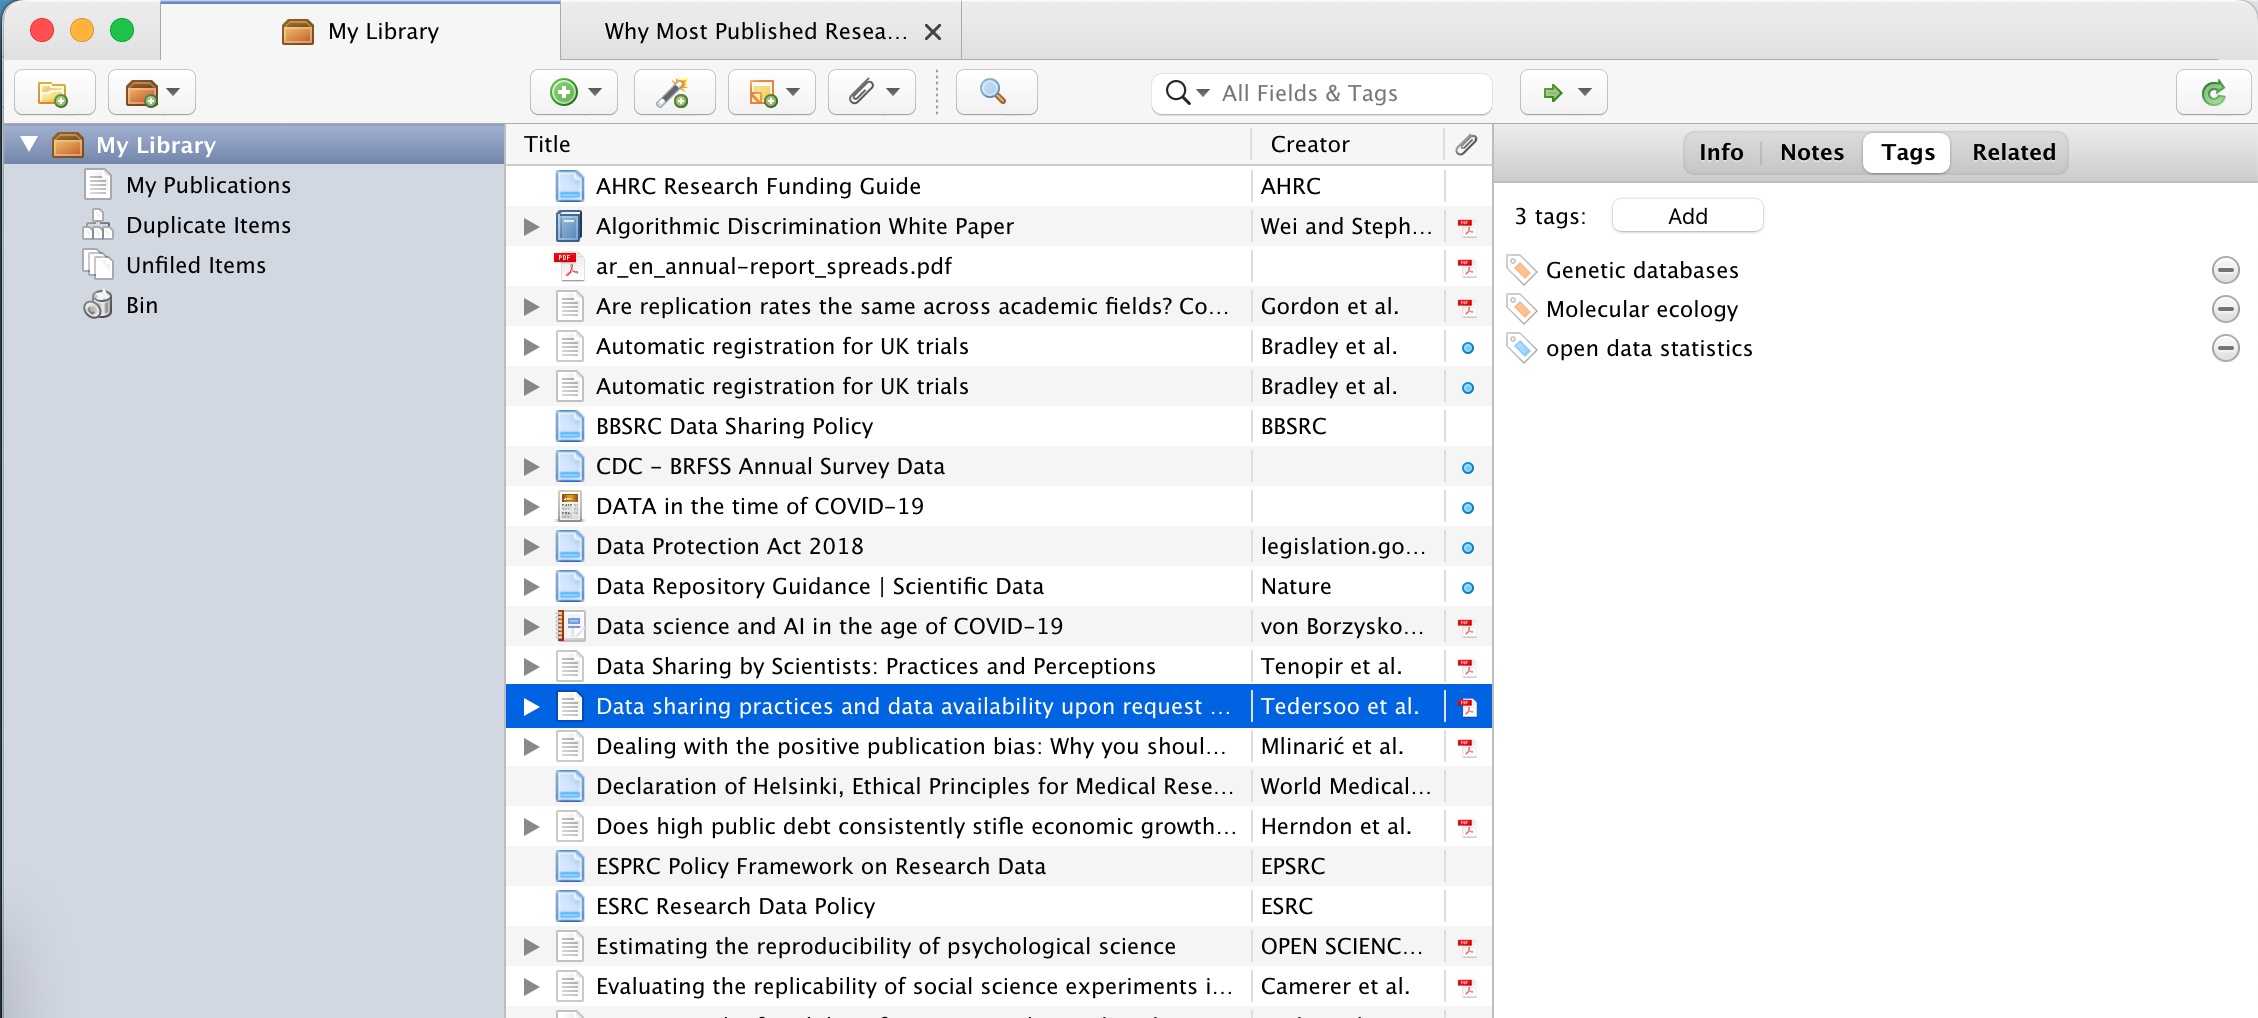 My Library
Why Most Published Resea...
All Fields & Tags
My Library
My Publications
Duplicate Items
Unfiled Items
Bin
Title Creator
AHRC Research Funding Guide AHRC
Algorithmic Discrimination White Paper Wei and Steph...
ar_en_annual-report_spreads.pdf
Are replication rates the same across academic fields? Co... Gordon et al.
Automatic registration for UK trials Bradley et al.
Automatic registration for UK trials Bradley et al.
BBSRC Data Sharing Policy BBSRC
CDC - BRFSS Annual Survey Data
DATA in the time of COVID-19
Data Protection Act 2018 legislation.go...
Data Repository Guidance | Scientific Data Nature
Data science and AI in the age of COVID-19 von Borzysko...
Data Sharing by Scientists: Practices and Perceptions Tenopir et al.
Data sharing practices and data availability upon request ... Tedersoo et al.
Dealing with the positive publication bias: Why you shoul... Mlinarić et al.
Declaration of Helsinki, Ethical Principles for Medical Rese... World Medical...
Does high public debt consistently stifle economic growth... Herndon et al.
ESPRC Policy Framework on Research Data EPSRC
ESRC Research Data Policy ESRC
Estimating the reproducibility of psychological science OPEN SCIENC...
Evaluating the replicability of social science experiments i... Camerer et al.
Info Notes Tags Related
3 tags: Add
Genetic databases
Molecular ecology
open data statistics